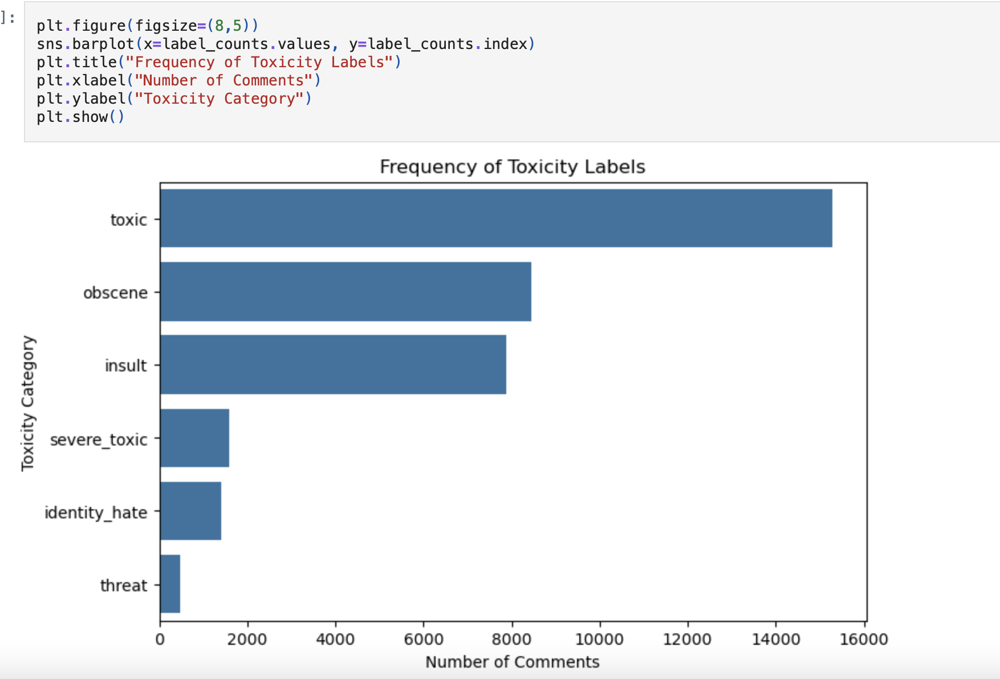 ]:
plt.figure(figsize=(8,5))
sns.barplot(x=label_counts.values, y=label_counts.index)
plt.title("Frequency of Toxicity Labels")
plt.xlabel("Number of Comments")
plt.ylabel("Toxicity Category")
plt.show()
Frequency of Toxicity Labels
Toxicity Category
toxic
obscene
insult
severe_toxic
identity_hate
threat
0 2000 4000 6000 8000 10000 12000 14000 16000
Number of Comments